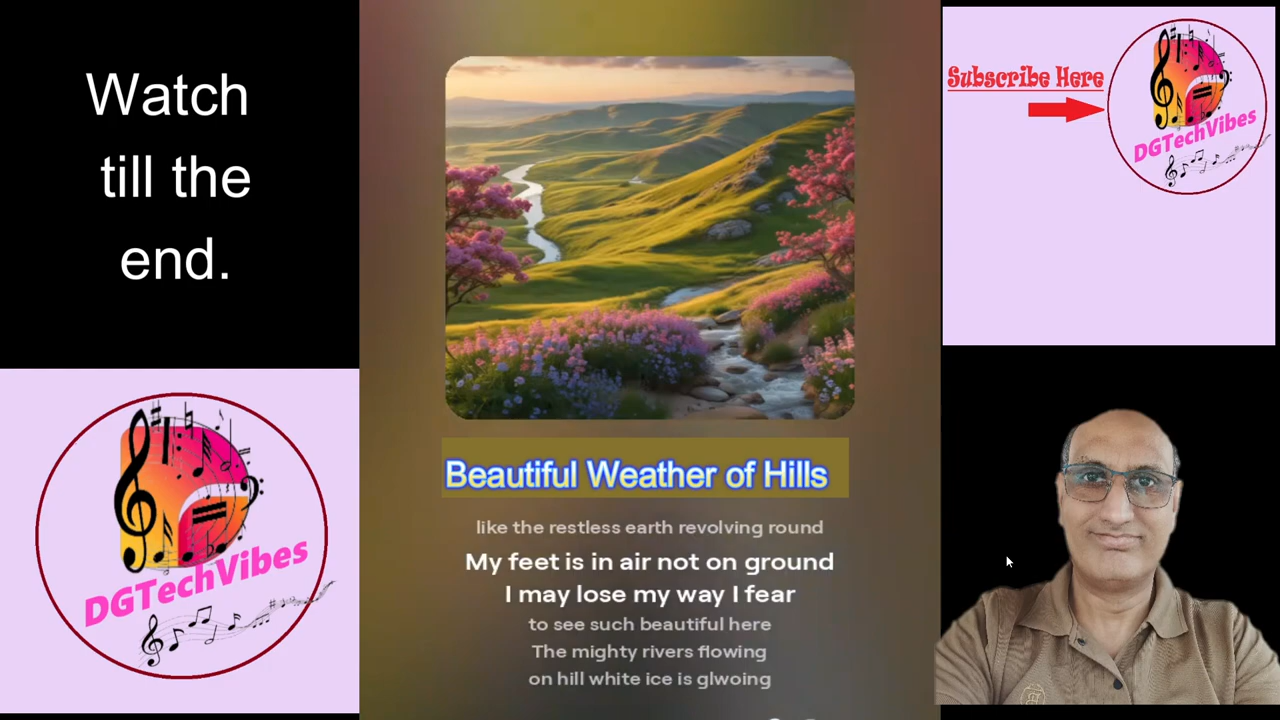 Watch
till the
end.
DGTechVibes
Beautiful Weather of Hills
like the restless earth revolving round
My feet is in air not on ground
I may lose my way I fear
to see such beautiful here
The mighty rivers flowing
on hill white ice is glwoing
Subscribe Here
DGTechVibes